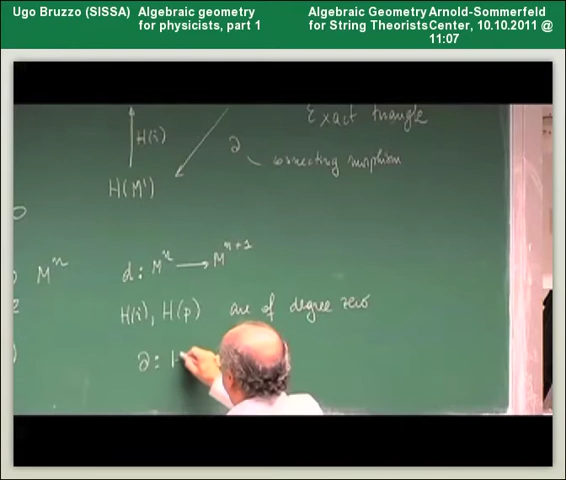 Ugo Bruzzo (SISSA)
Algebraic geometry
for physicists, part 1
Algebraic Geometry
for String Theorists
Arnold-Sommerfeld
Center, 10.10.2011 @
11:07
Exact triangle
H(i)
∂
connecting morphism
H(M')
M^n
d: M^n → M^{n+1}
H(i), H(p) are of degree zero
∂: H